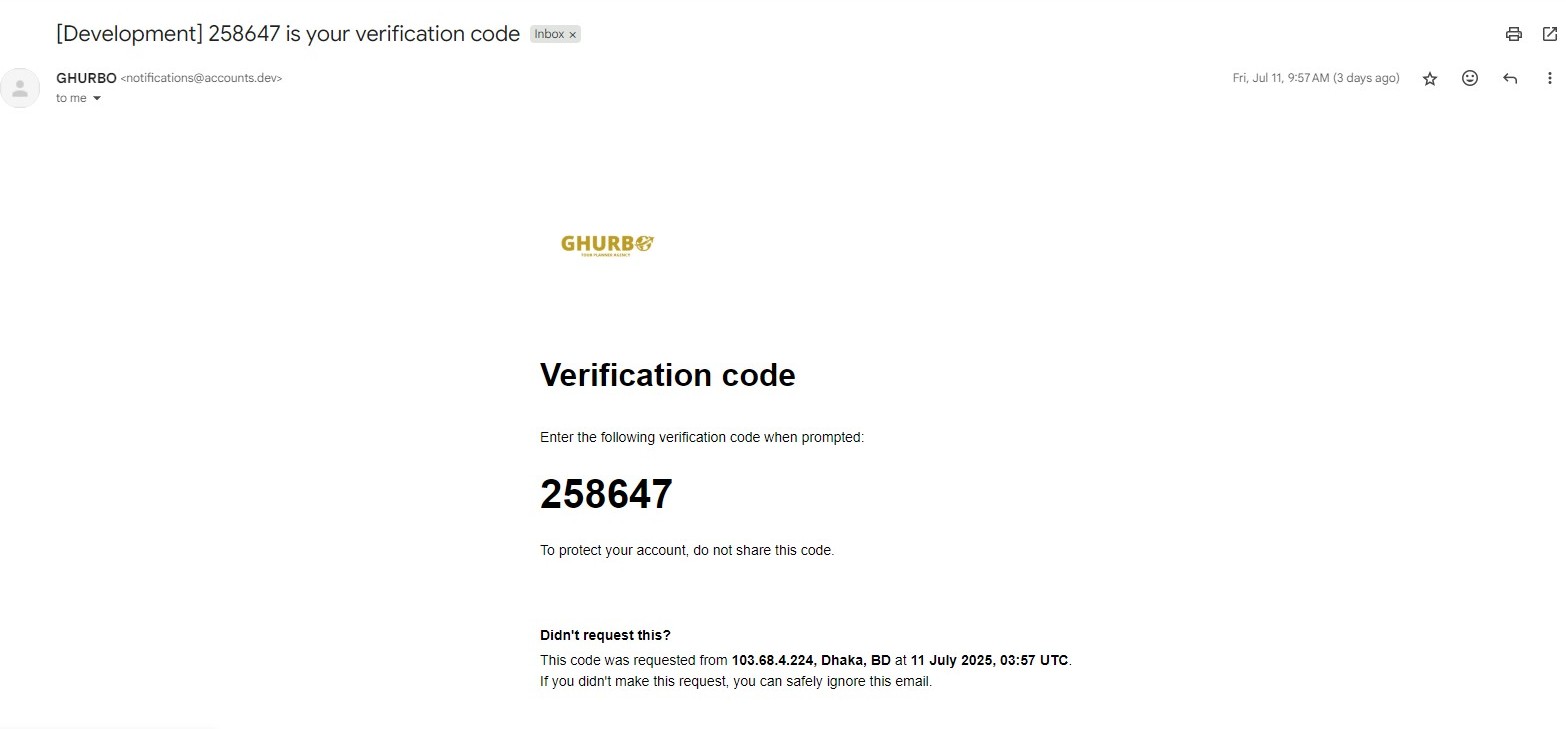 [Development] 258647 is your verification code Inbox ×
GHURBO <notifications@accounts.dev> Fri, Jul 11, 9:57 AM (3 days ago)
to me
GHURBO
YOUR PLANNER AGENCY
Verification code
Enter the following verification code when prompted:
258647
To protect your account, do not share this code.
Didn't request this?
This code was requested from 103.68.4.224, Dhaka, BD at 11 July 2025, 03:57 UTC.
If you didn't make this request, you can safely ignore this email.